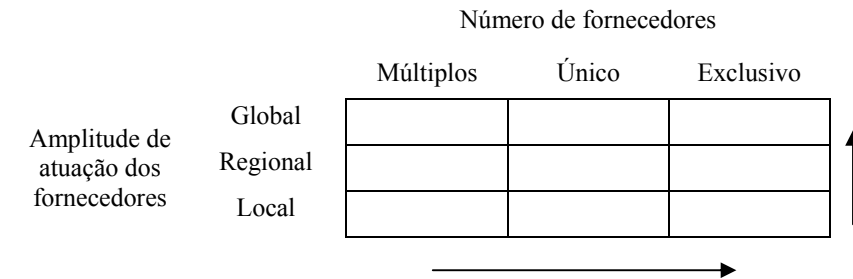 Número de fornecedores
Múltiplos Único Exclusivo
Global
Amplitude de
atuação dos
fornecedores
Regional
Local